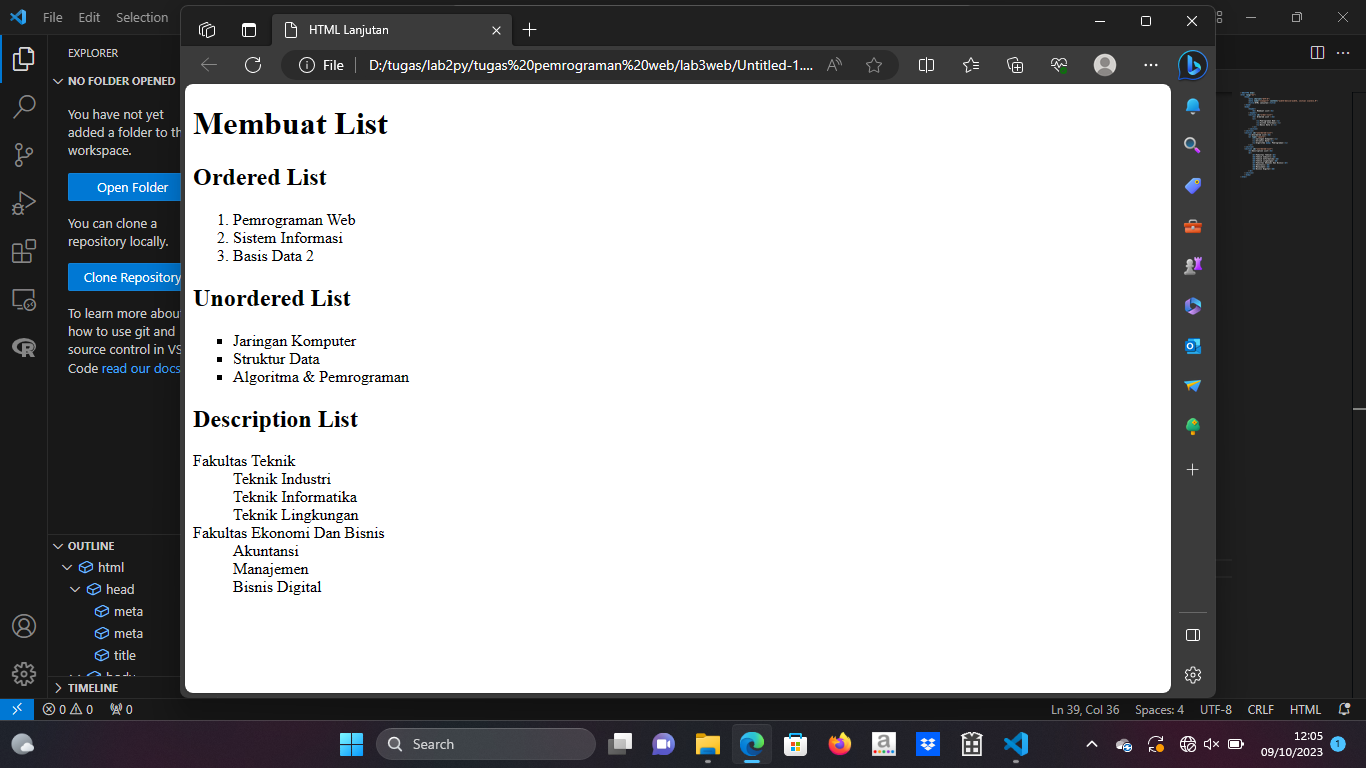 File Edit Selection
HTML Lanjutan
File D:/tugas/lab2py/tugas%20pemrograman%20web/lab3web/Untitled-1....
EXPLORER
NO FOLDER OPENED
You have not yet
added a folder to th
workspace.
Open Folder
You can clone a
repository locally.
Clone Repository
To learn more about
how to use git and
source control in VS
Code read our docs
OUTLINE
html
head
meta
meta
title
body
TIMELINE
Membuat List
Ordered List
1. Pemrograman Web
2. Sistem Informasi
3. Basis Data 2
Unordered List
Jaringan Komputer
Struktur Data
Algoritma & Pemrograman
Description List
Fakultas Teknik
Teknik Industri
Teknik Informatika
Teknik Lingkungan
Fakultas Ekonomi Dan Bisnis
Akuntansi
Manajemen
Bisnis Digital
0 0 0
Ln 39, Col 36 Spaces: 4 UTF-8 CRLF HTML
Search
12:05
09/10/2023
1